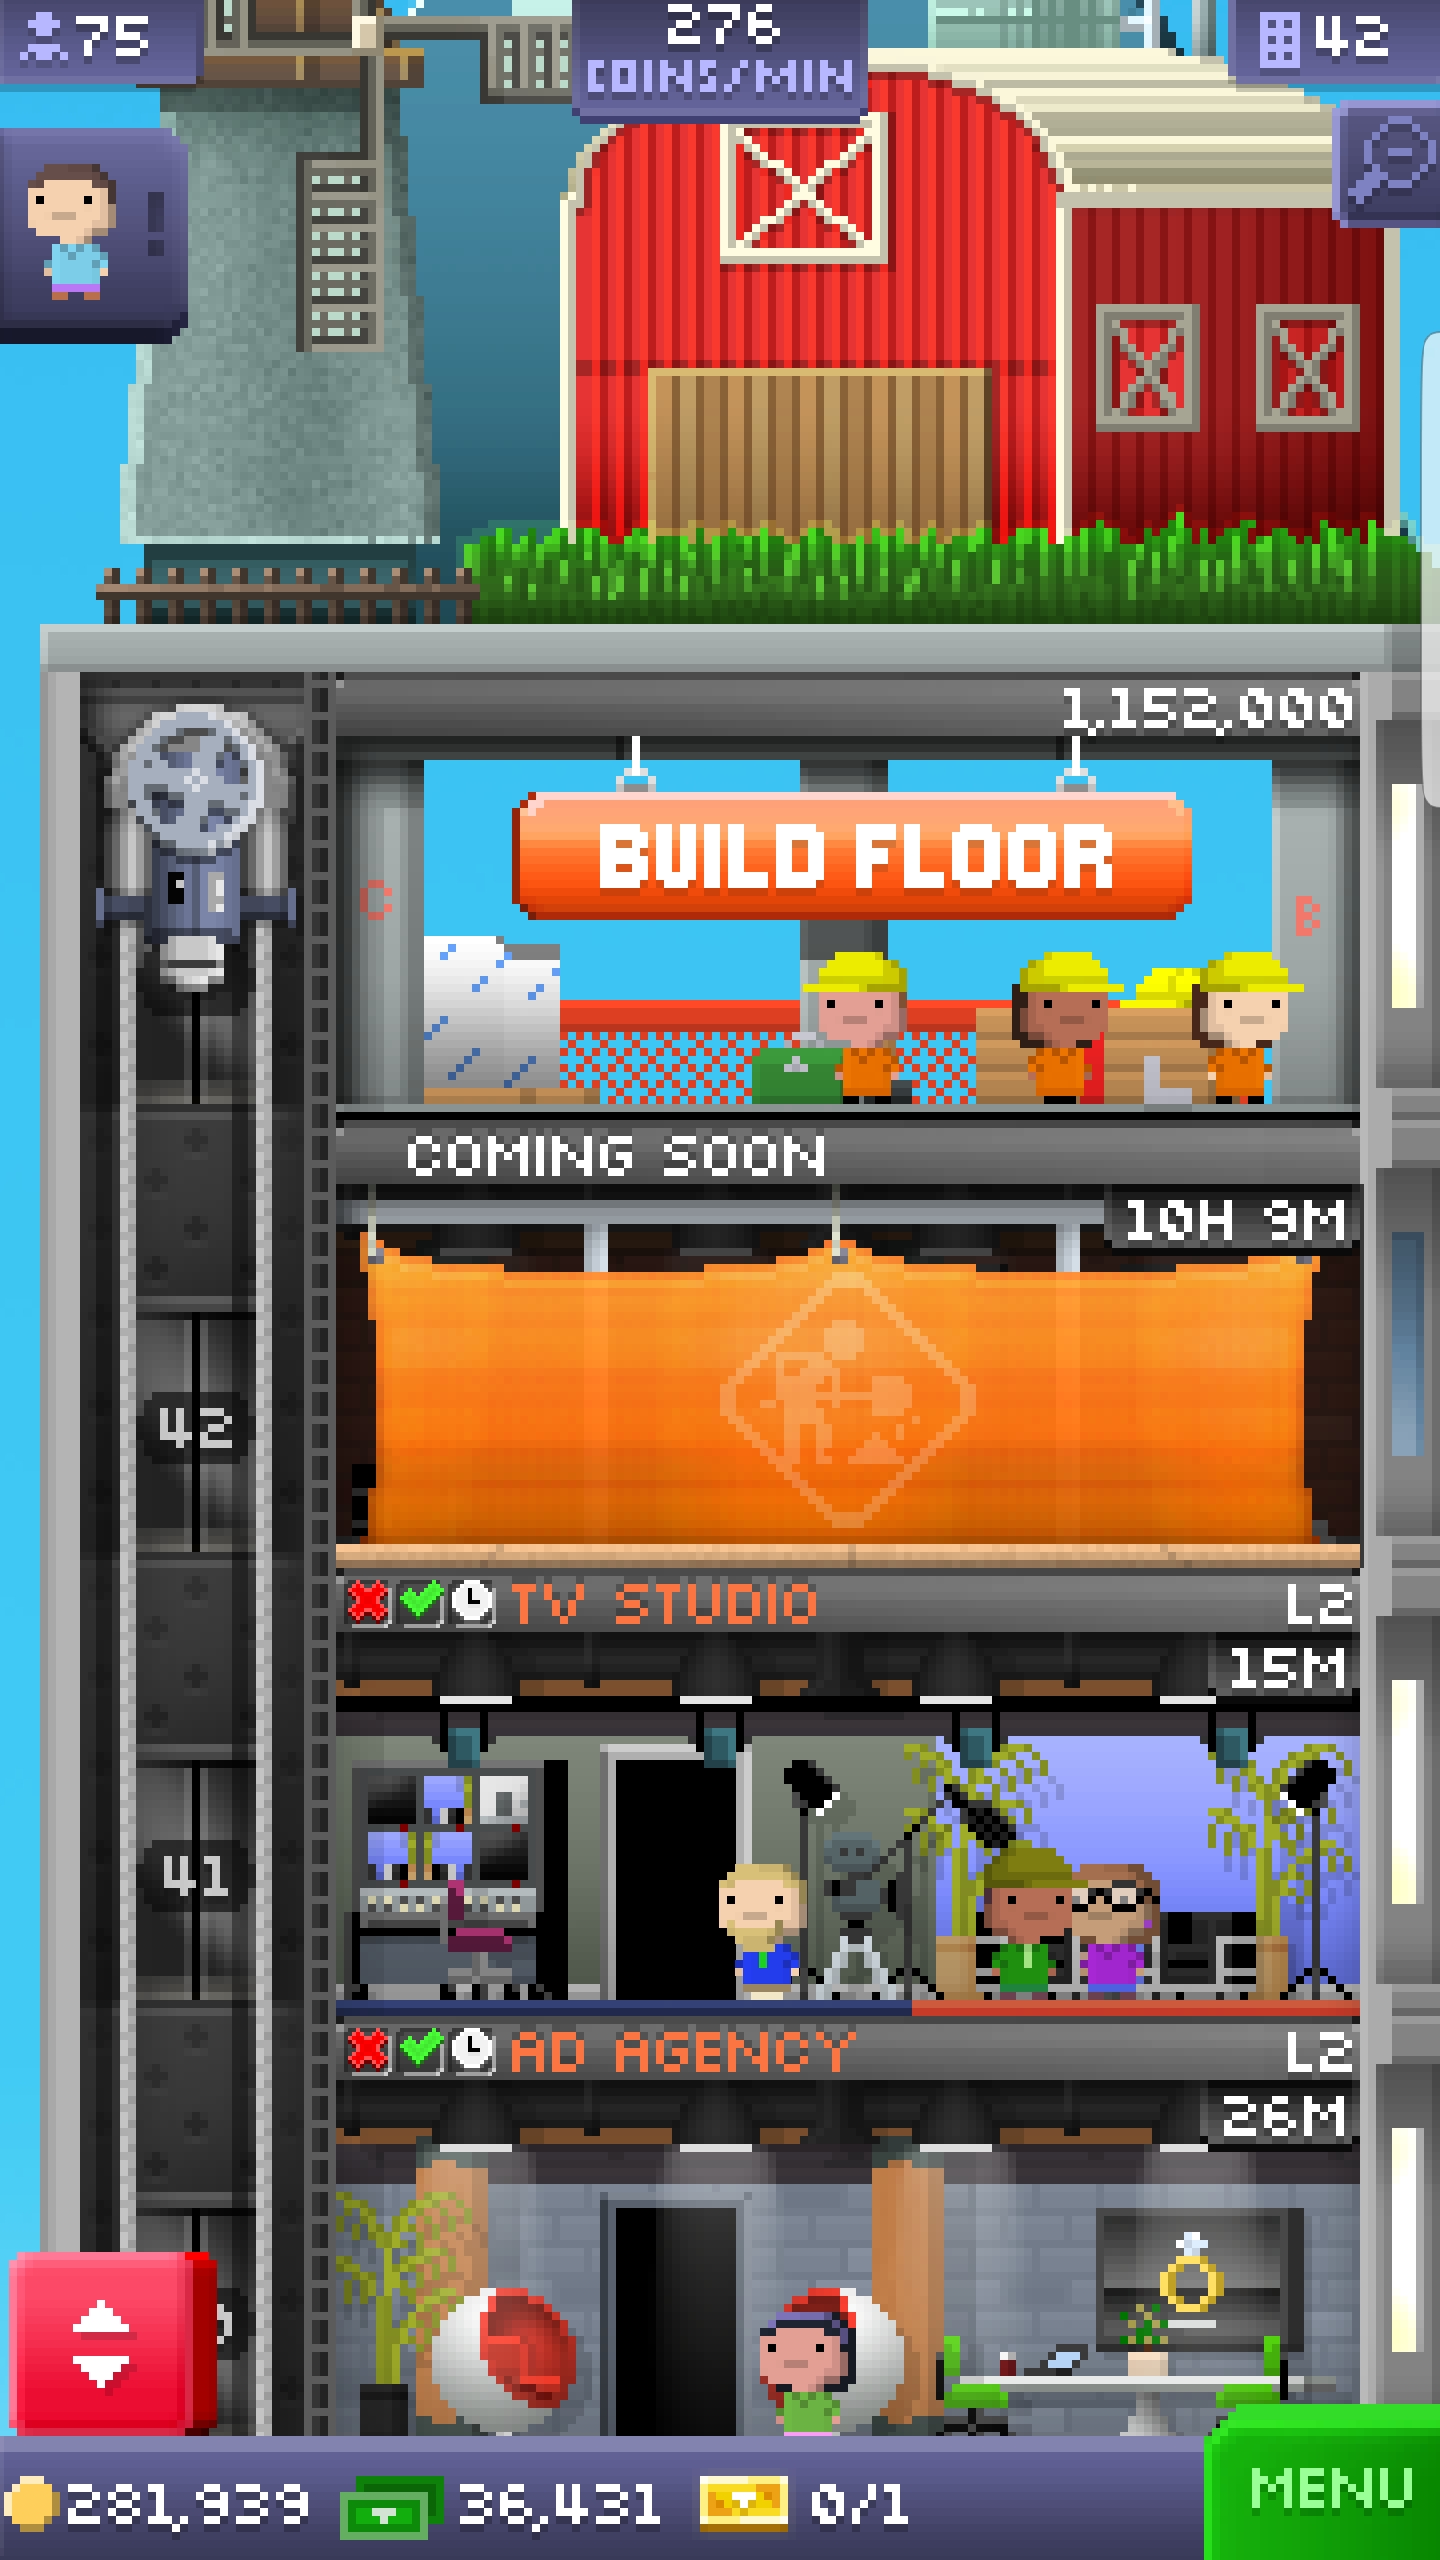 75
276
COINS/MIN
42
1,152,000
BUILD FLOOR
C
B
COMING SOON
10H 9M
42
TV STUDIO
L2
15M
41
AD AGENCY
L2
26M
281,939
36,431
0/1
MENU